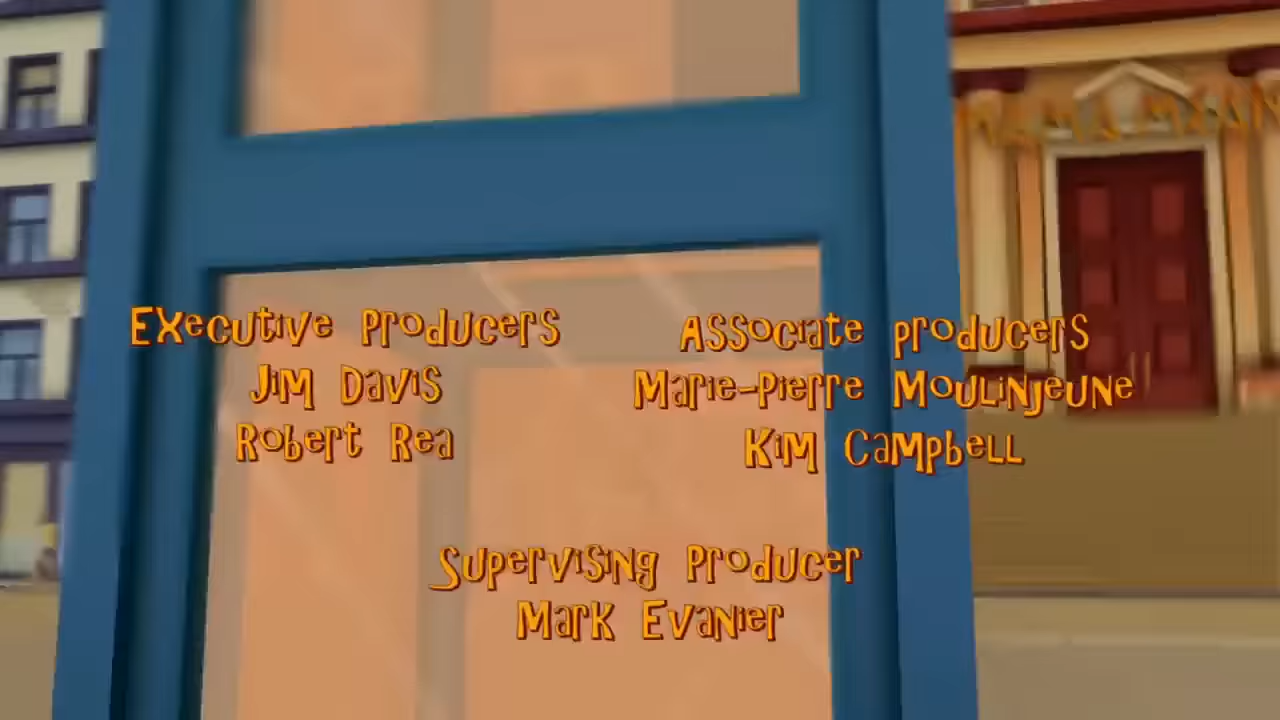 Executive Producers
Jim Davis
Robert Rea
Associate producers
Marie-Pierre Moulinjeune
Kim Campbell
Supervising Producer
Mark Evanier